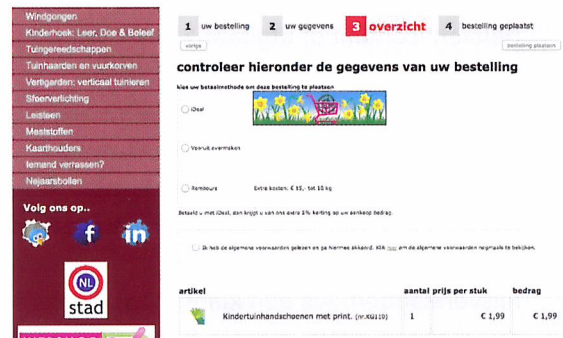 Windgongen
Kinderhoek: Leer, Doe & Beleef
Tuingereedschappen
Tuinhaarden en vuurkorven
Vertigarden: verticaal tuinieren
Sfeerverlichting
Leisteen
Meststoffen
Kaarthouders
Iemand verrassen?
Najaarsbollen
Volg ons op..
NL
stad
1 uw bestelling 2 uw gegevens 3 overzicht 4 bestelling geplaatst
vorige bestelling plaatsen
controleer hieronder de gegevens van uw bestelling
kies uw betaalmethode om deze bestelling te plaatsen
iDeal
Vooruit overmaken
Rembours Extra kosten: € 15,- tot 10 kg
Betaald u met iDeal, dan krijgt u van ons extra 2% korting op uw aankoop bedrag.
Ik heb de algemene voorwaarden gelezen en ga hiermee akkoord. Klik hier om de algemene voorwaarden nogmaals te bekijken.
artikel aantal prijs per stuk bedrag
Kindertuinhandschoenen met print. (nr.KG110) 1 € 1,99 € 1,99